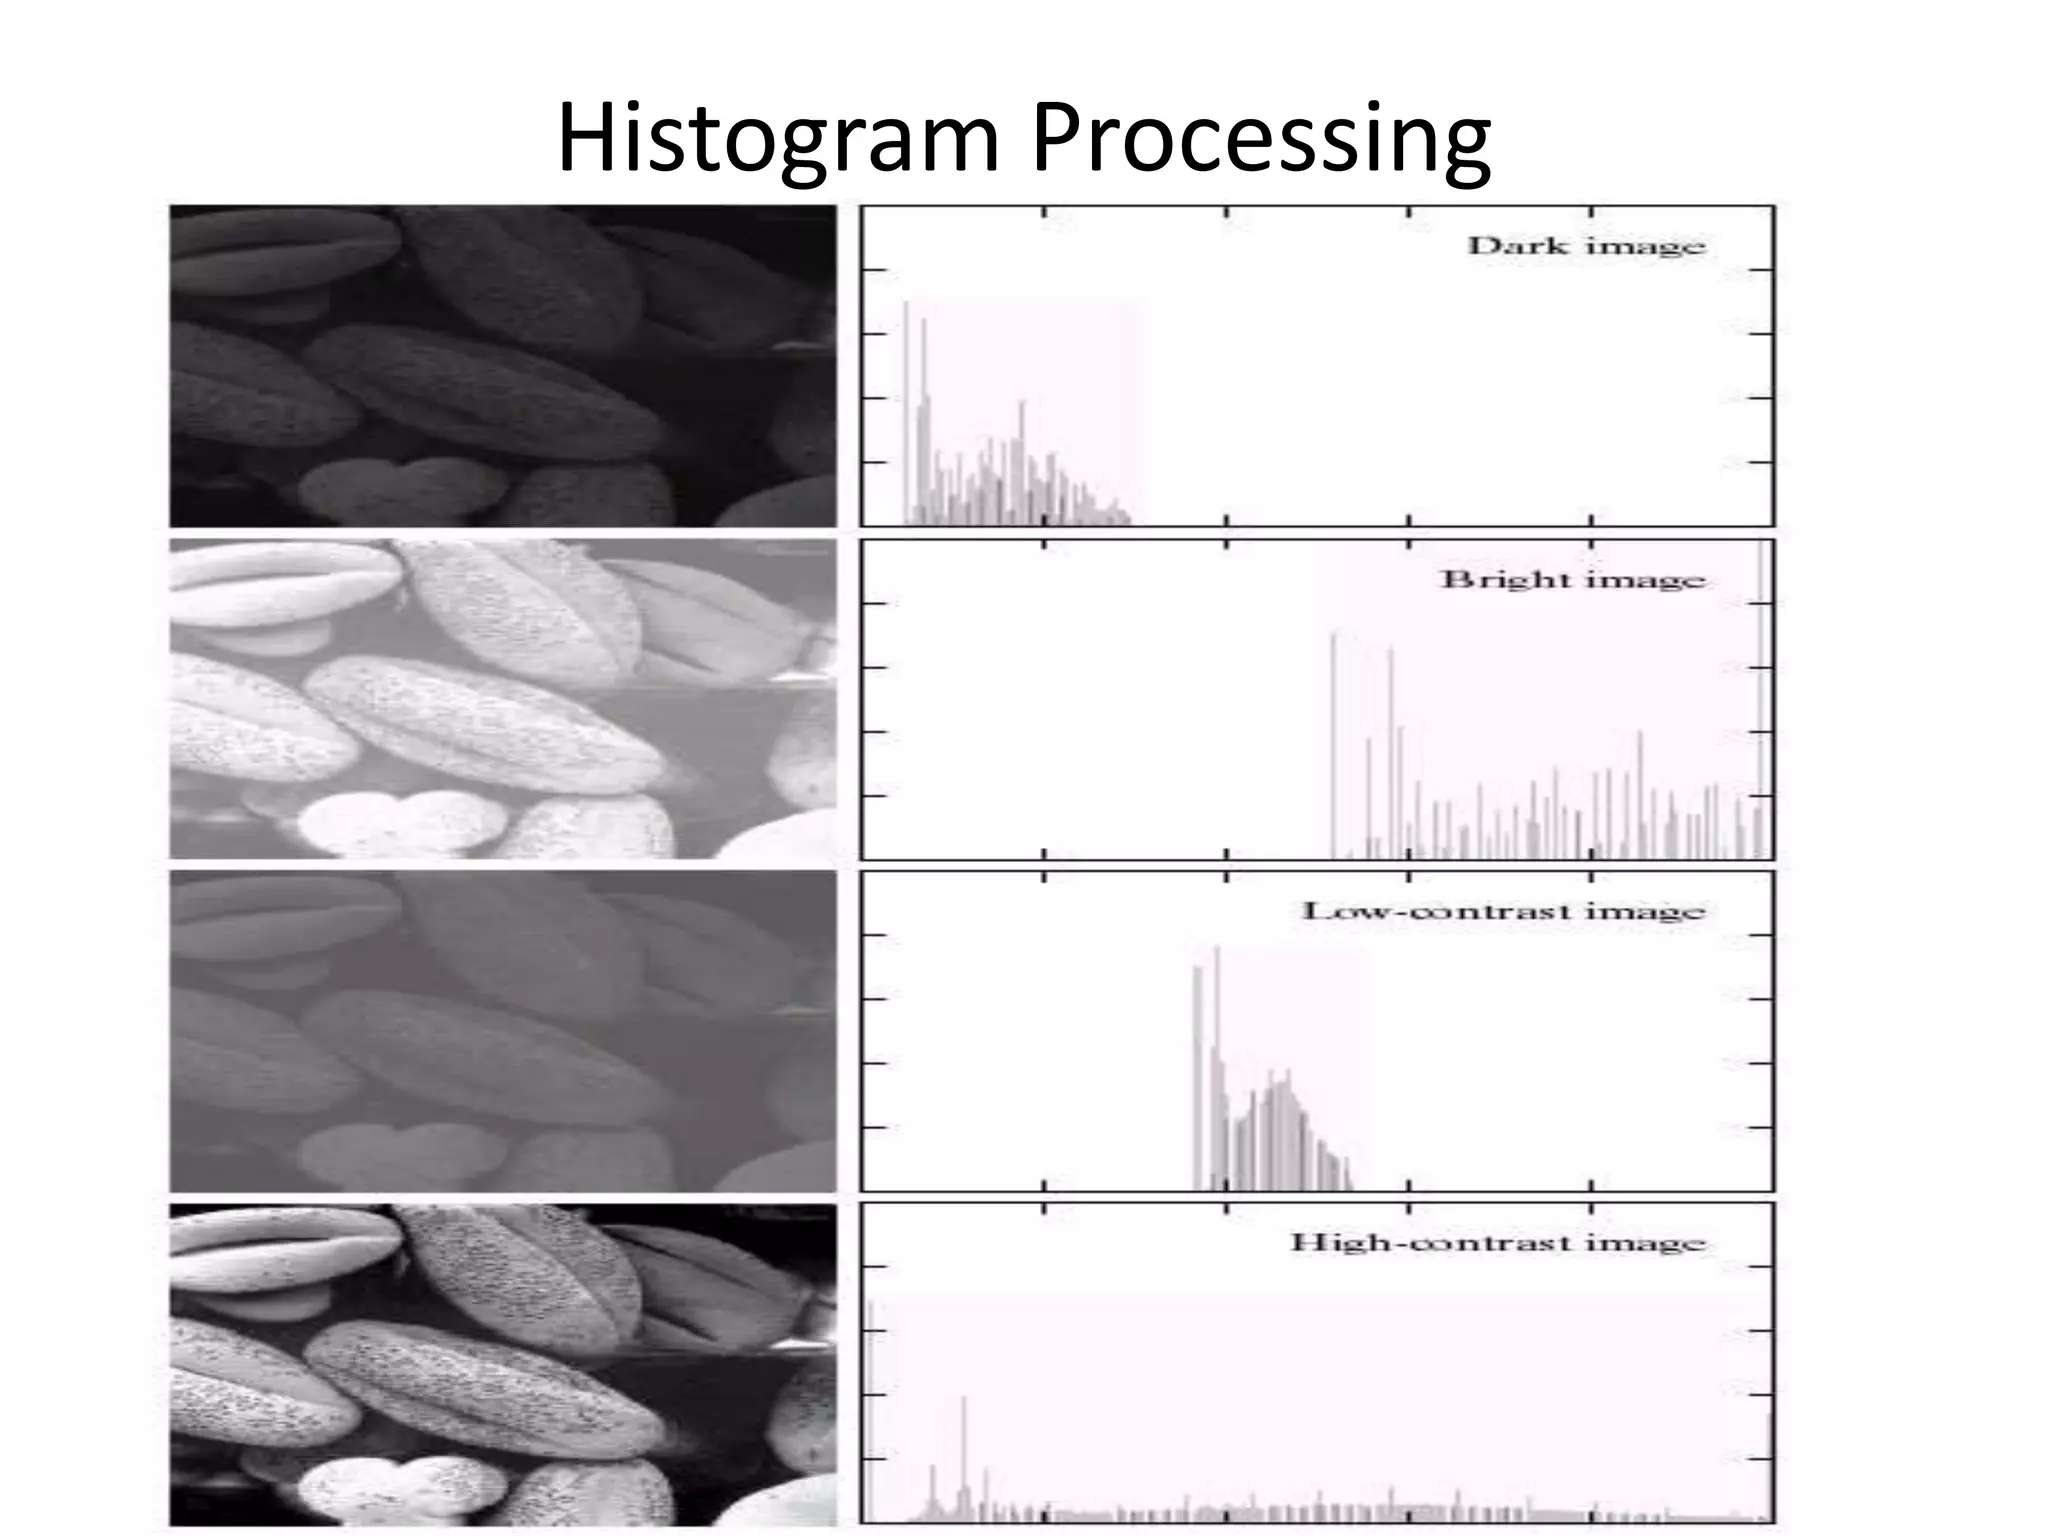 Histogram Processing
Dark image
Bright image
Low-contrast image
High-contrast image